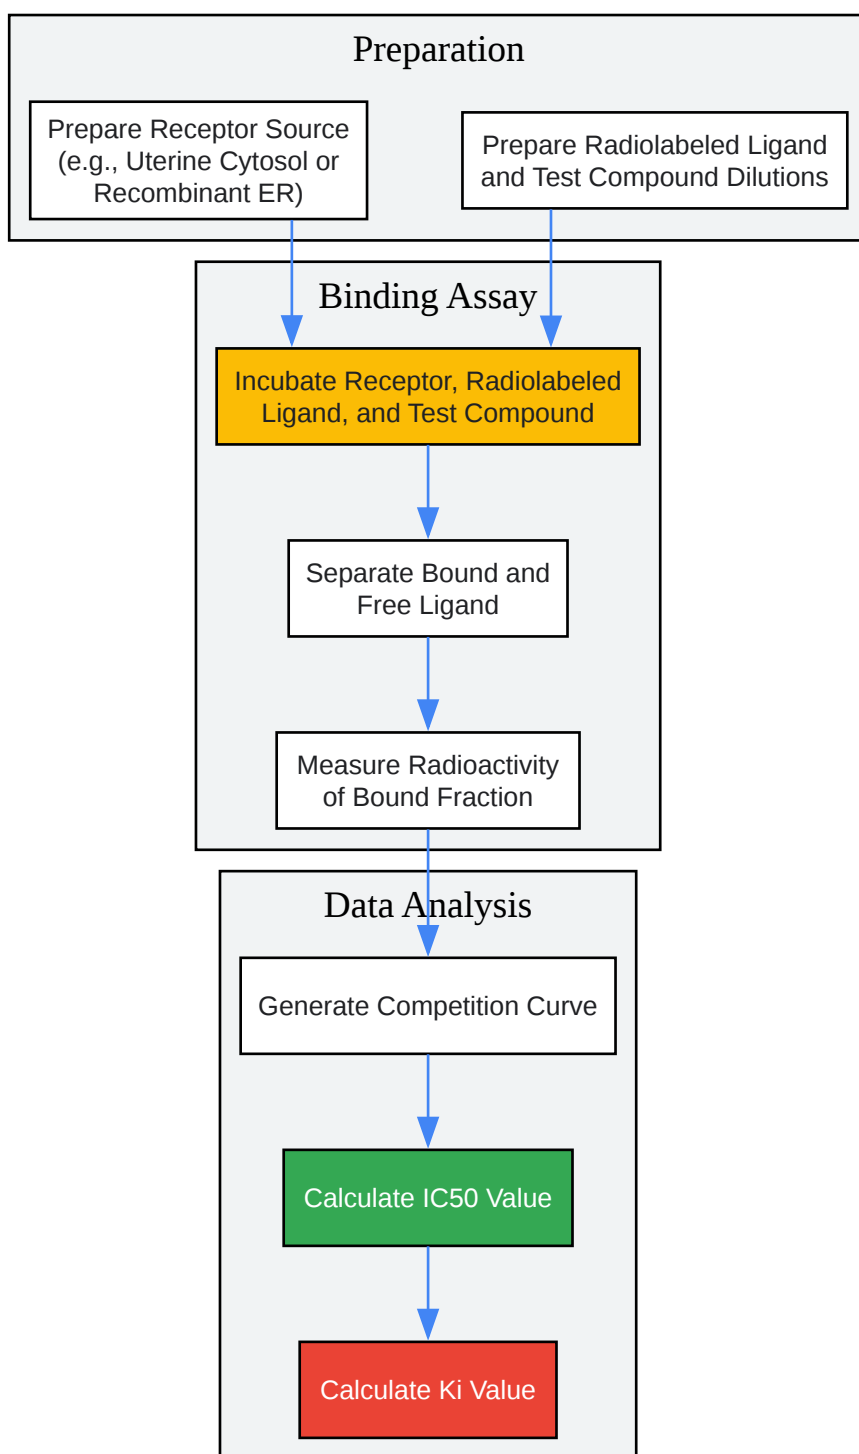 Preparation
Prepare Receptor Source
(e.g., Uterine Cytosol or
Recombinant ER)
Prepare Radiolabeled Ligand
and Test Compound Dilutions
Binding Assay
Incubate Receptor, Radiolabeled
Ligand, and Test Compound
Separate Bound and
Free Ligand
Measure Radioactivity
of Bound Fraction
Data Analysis
Generate Competition Curve
Calculate IC50 Value
Calculate Ki Value